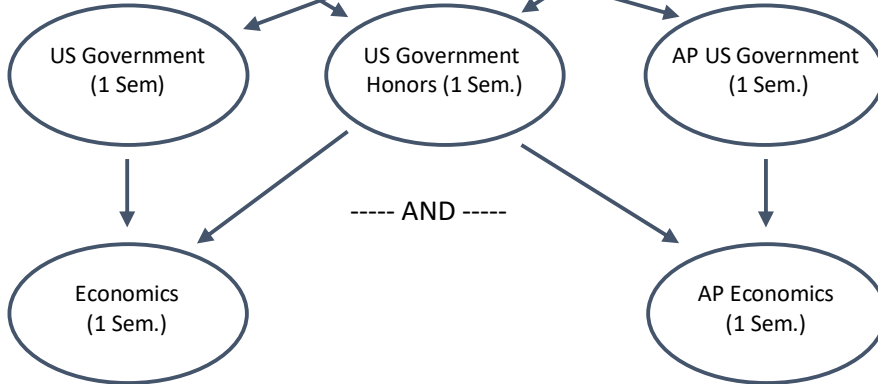 US Government
(1 Sem)
US Government
Honors (1 Sem.)
AP US Government
(1 Sem.)
----- AND -----
Economics
(1 Sem.)
AP Economics
(1 Sem.)